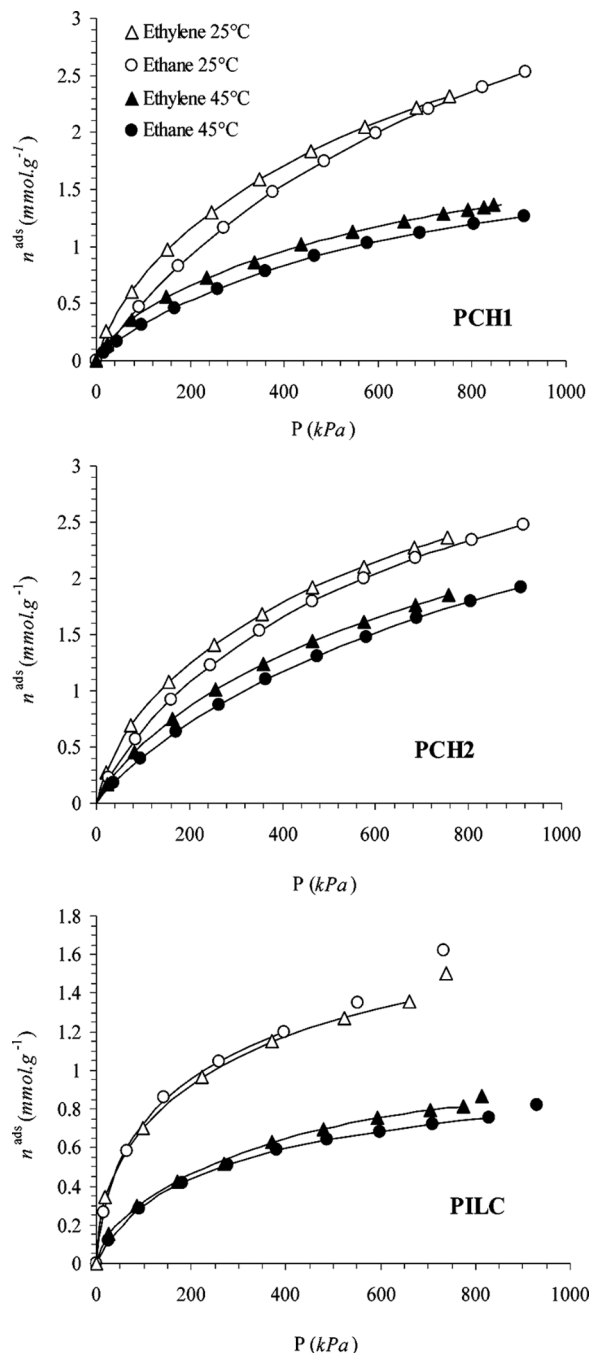 3
△ Ethylene 25°C
○ Ethane 25°C
▲ Ethylene 45°C
● Ethane 45°C
2.5
2
1.5
1
0.5
0
n ads (mmol.g-1)
PCH1
0 200 400 600 800 1000
P (kPa)
3
2.5
2
1.5
1
0.5
0
n ads (mmol.g-1)
PCH2
0 200 400 600 800 1000
P (kPa)
1.8
1.6
1.4
1.2
1
0.8
0.6
0.4
0.2
0
n ads (mmol.g-1)
PILC
0 200 400 600 800 1000
P (kPa)